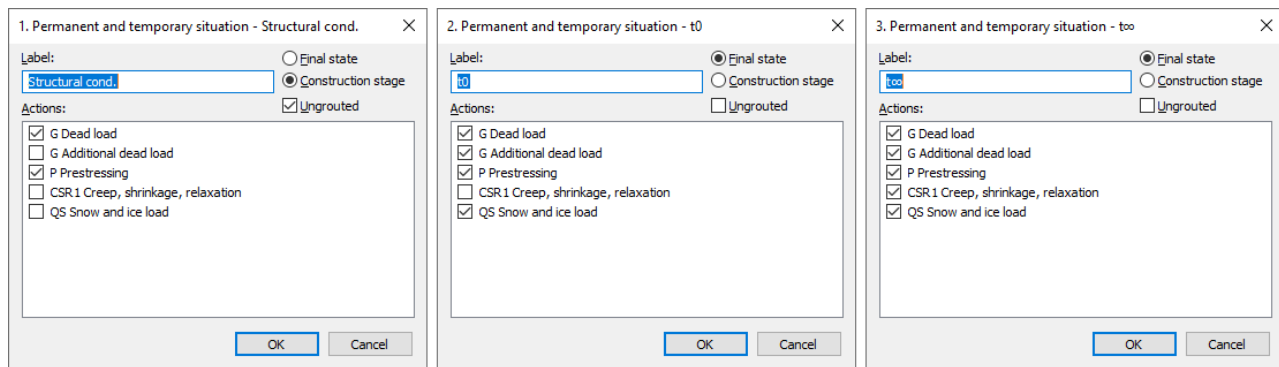 1. Permanent and temporary situation - Structural cond.
Label:
Final state
Structural cond.
Construction stage
Actions:
Ungrouted
G Dead load
G Additional dead load
P Prestressing
CSR1 Creep, shrinkage, relaxation
QS Snow and ice load
OK
Cancel
2. Permanent and temporary situation - t0
Label:
Final state
t0
Construction stage
Actions:
Ungrouted
G Dead load
G Additional dead load
P Prestressing
CSR1 Creep, shrinkage, relaxation
QS Snow and ice load
OK
Cancel
3. Permanent and temporary situation - t∞
Label:
Final state
t∞
Construction stage
Actions:
Ungrouted
G Dead load
G Additional dead load
P Prestressing
CSR1 Creep, shrinkage, relaxation
QS Snow and ice load
OK
Cancel